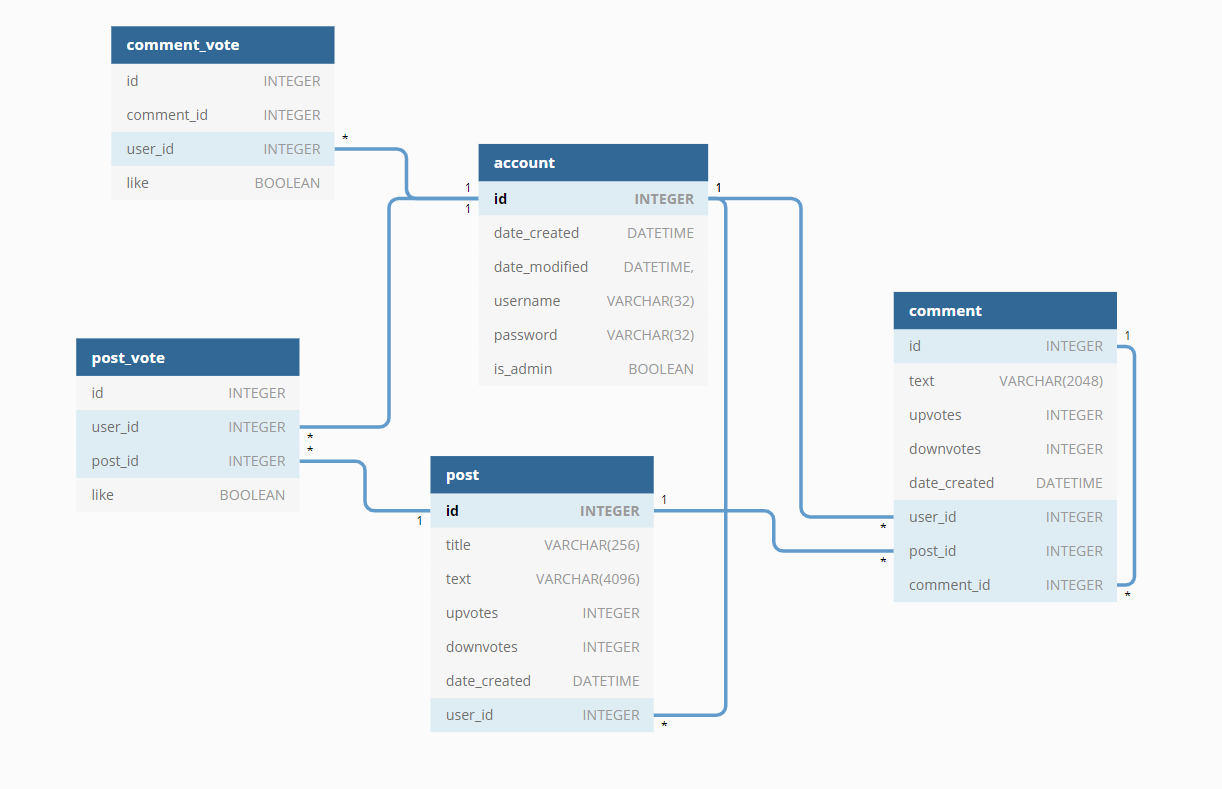 comment_vote
id INTEGER
comment_id INTEGER
user_id INTEGER
*
like BOOLEAN
account
1
id INTEGER
1
1
date_created DATETIME
date_modified DATETIME,
username VARCHAR(32)
password VARCHAR(32)
is_admin BOOLEAN
post_vote
id INTEGER
user_id INTEGER
*
*
post_id INTEGER
like BOOLEAN
post
id INTEGER
1
1
title VARCHAR(256)
text VARCHAR(4096)
upvotes INTEGER
downvotes INTEGER
date_created DATETIME
user_id INTEGER
*
comment
1
id INTEGER
text VARCHAR(2048)
upvotes INTEGER
downvotes INTEGER
date_created DATETIME
user_id INTEGER
*
post_id INTEGER
*
comment_id INTEGER
*